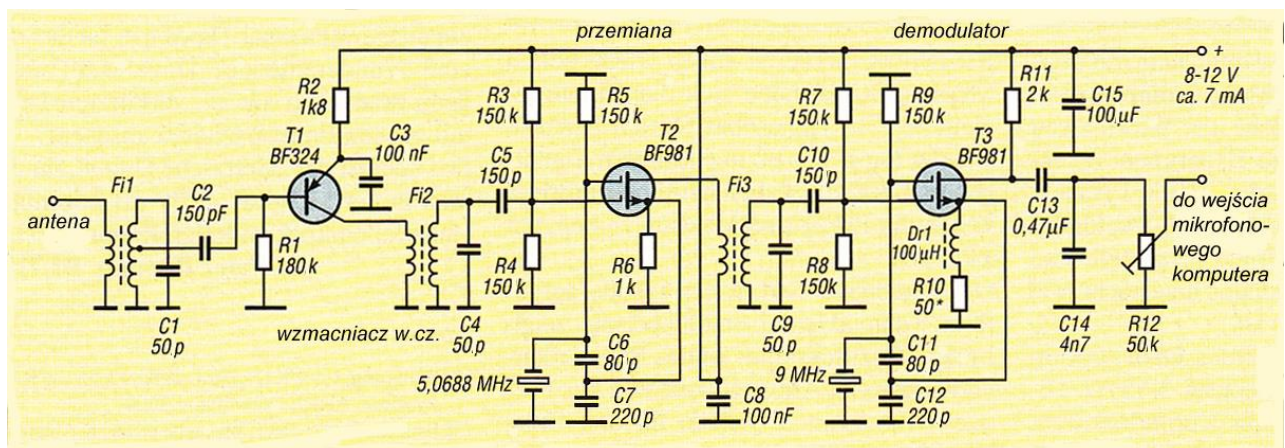 przemiana
demodulator
+
8-12 V
ca. 7 mA
R2
1k8
R3
150 k
R5
150 k
R7
150 k
R9
150 k
R11
2 k
C15
100 µF
T1
BF324
C3
100 nF
T2
BF981
T3
BF981
Fi1
antena
C2
150 pF
Fi2
C5
150 p
Fi3
C10
150 p
C13
0,47µF
do wejścia
mikrofono-
wego
komputera
R1
180 k
R4
150 k
R6
1 k
R8
150k
Dr1
100 µH
R10
50*
C1
50 p
wzmacniacz w.cz.
C4
50 p
C9
50 p
C14
4n7
R12
50 k
C6
80 p
5,0688 MHz
C7
220 p
C8
100 nF
9 MHz
C11
80 p
C12
220 p